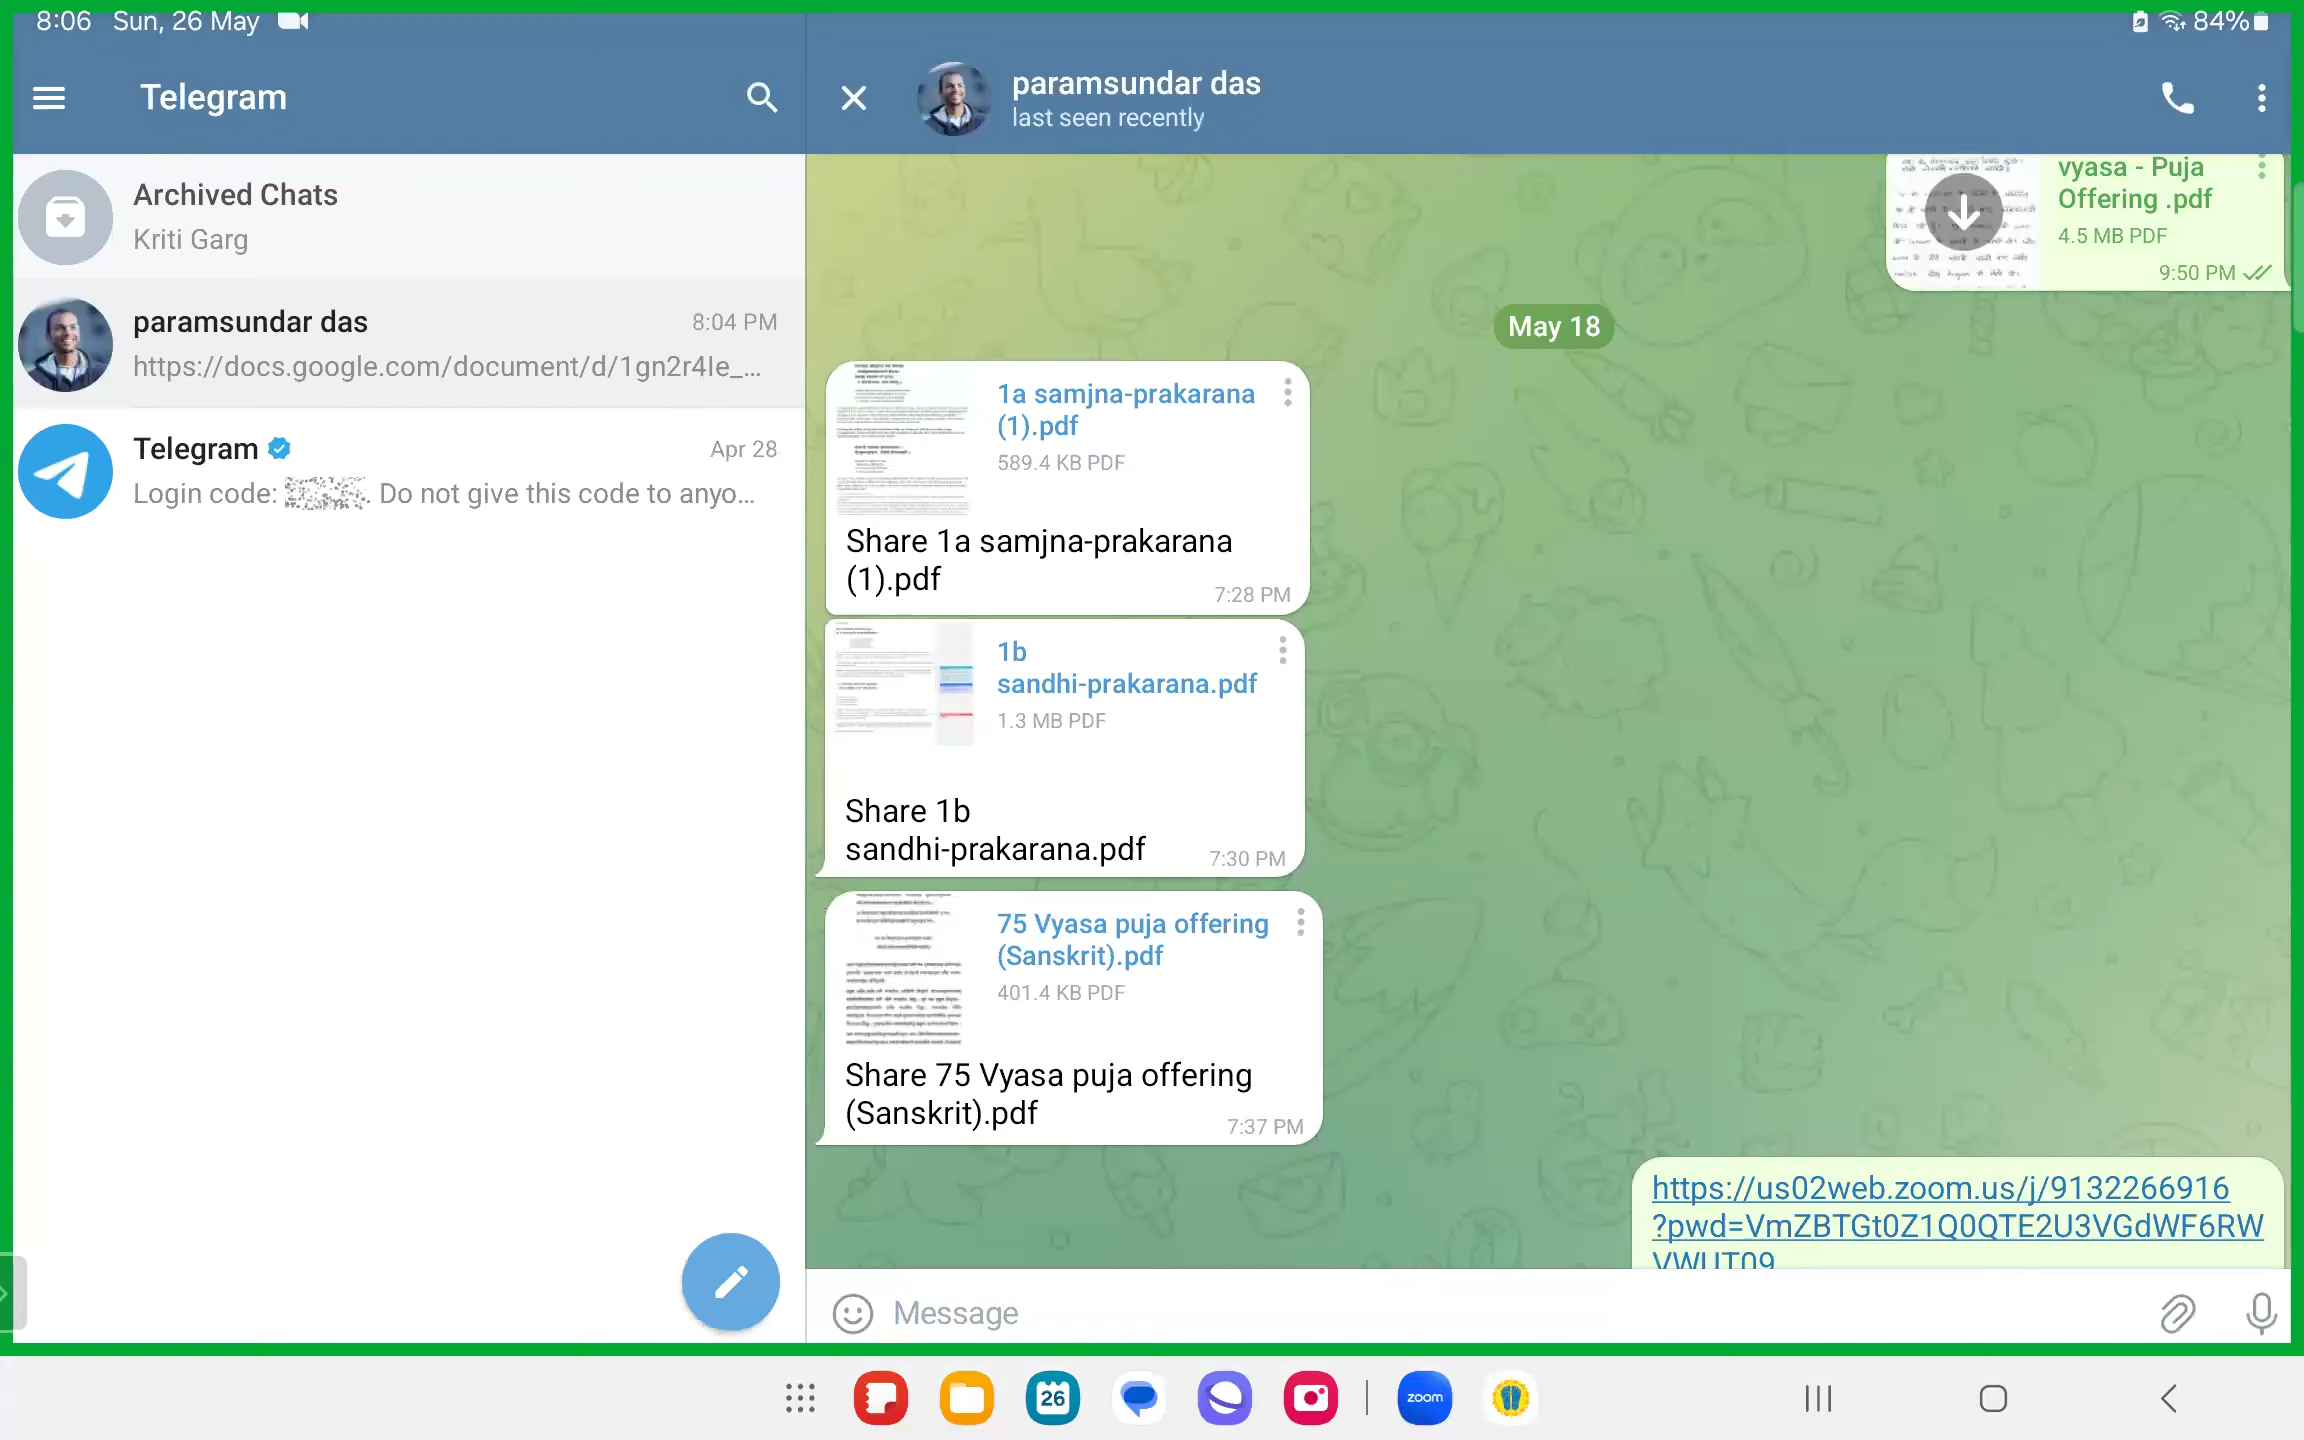 8:06 Sun, 26 May
84%
Telegram
paramsundar das
last seen recently
Archived Chats
Kriti Garg
paramsundar das
8:04 PM
https://docs.google.com/document/d/1gn2r4le_...
Telegram
Apr 28
Login code: . Do not give this code to anyo...
vyasa - Puja
Offering .pdf
4.5 MB PDF
9:50 PM
May 18
1a samjna-prakarana
(1).pdf
589.4 KB PDF
Share 1a samjna-prakarana
(1).pdf
7:28 PM
1b
sandhi-prakarana.pdf
1.3 MB PDF
Share 1b
sandhi-prakarana.pdf
7:30 PM
75 Vyasa puja offering
(Sanskrit).pdf
401.4 KB PDF
Share 75 Vyasa puja offering
(Sanskrit).pdf
7:37 PM
https://us02web.zoom.us/j/9132266916
?pwd=VmZBTGt0Z1Q0QTE2U3VGdWF6RW
VWUT09
Message
26
zoom